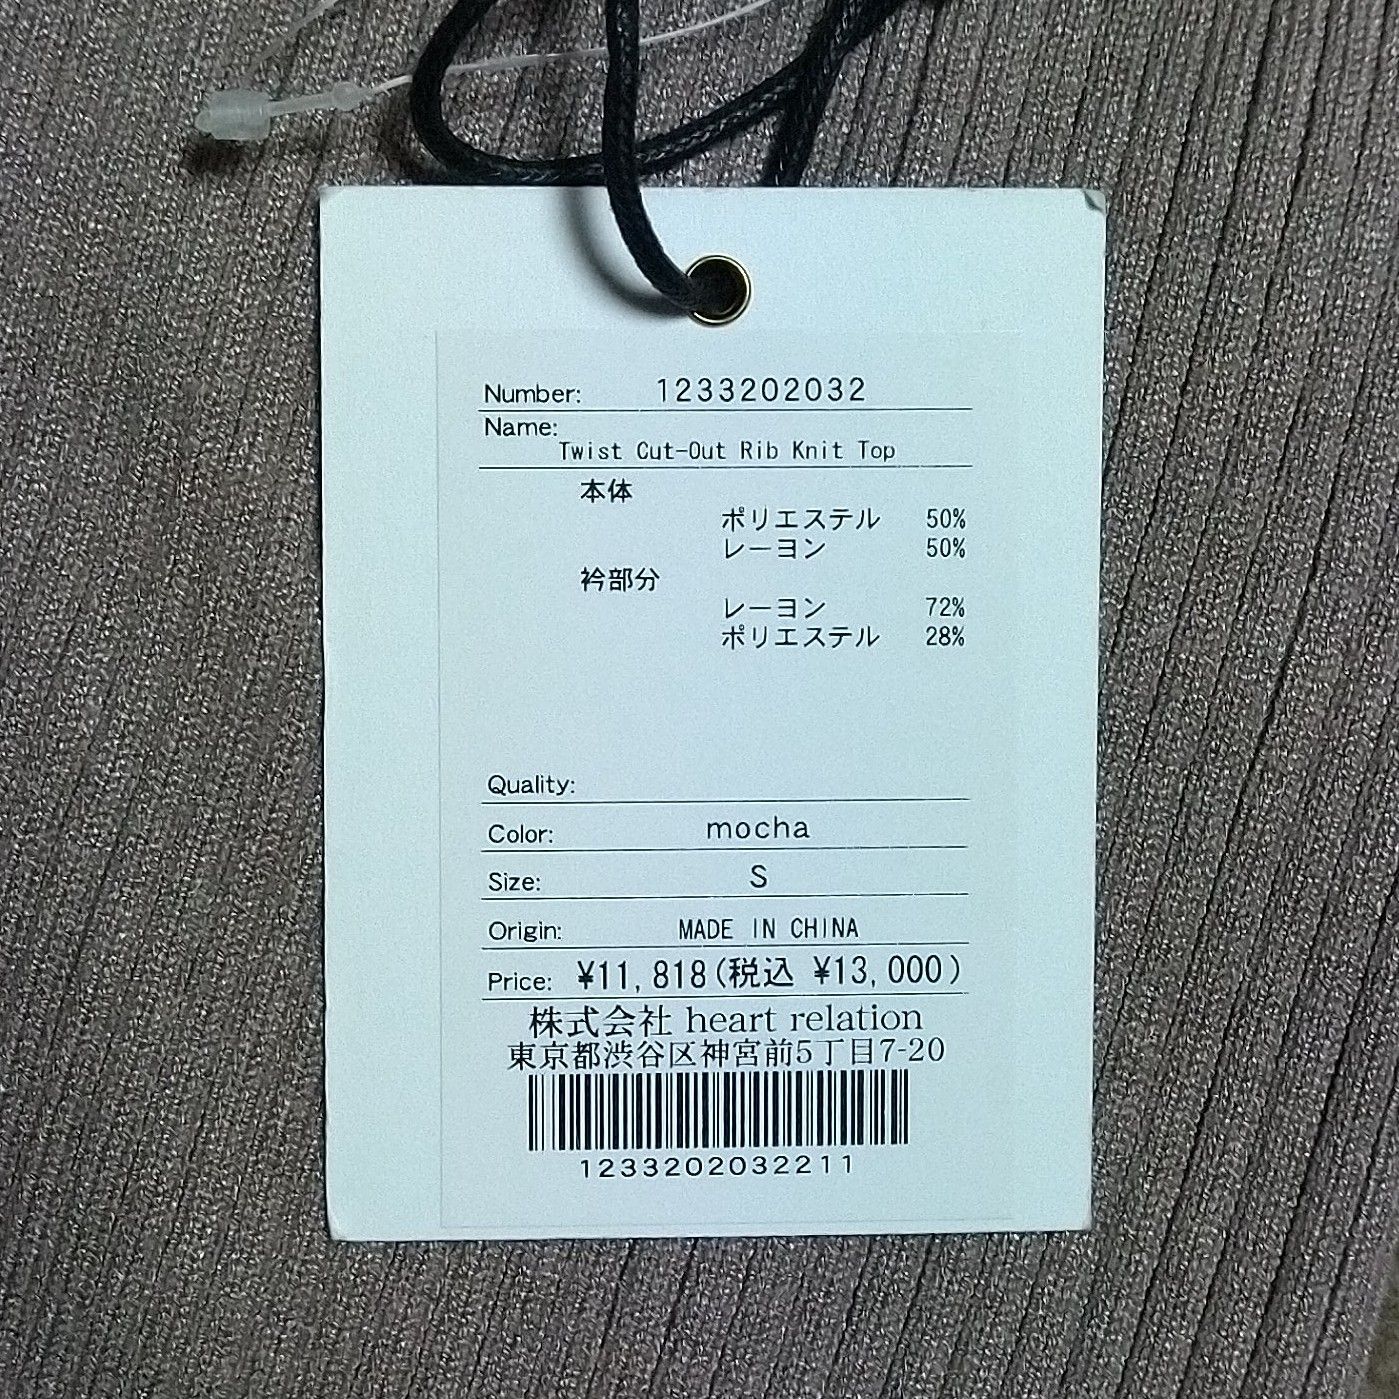 Number: 1233202032
Name:
Twist Cut-Out Rib Knit Top
本体
ポリエステル 50%
レーヨン 50%
衿部分
レーヨン 72%
ポリエステル 28%
Quality:
Color: mocha
Size: S
Origin: MADE IN CHINA
Price: ¥11,818(税込 ¥13,000)
株式会社 heart relation
東京都渋谷区神宮前5丁目7-20
1233202032211